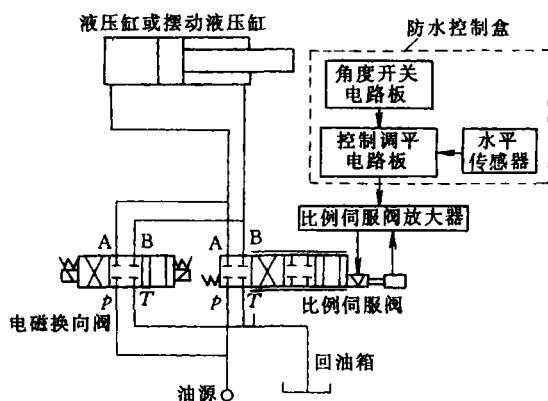 液压缸或摆动液压缸
防水控制盒
角度开关
电路板
控制调平
电路板
水平
传感器
比例伺服阀放大器
A B A B
p T p T
比例伺服阀
电磁换向阀
回油箱
油源